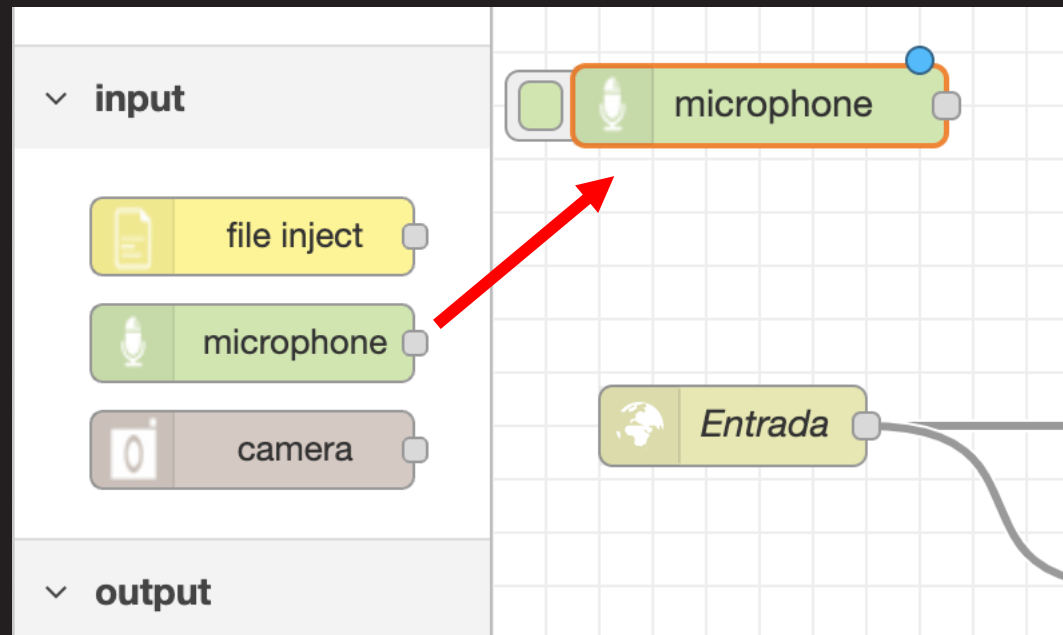 input
file inject
microphone
camera
output
microphone
Entrada